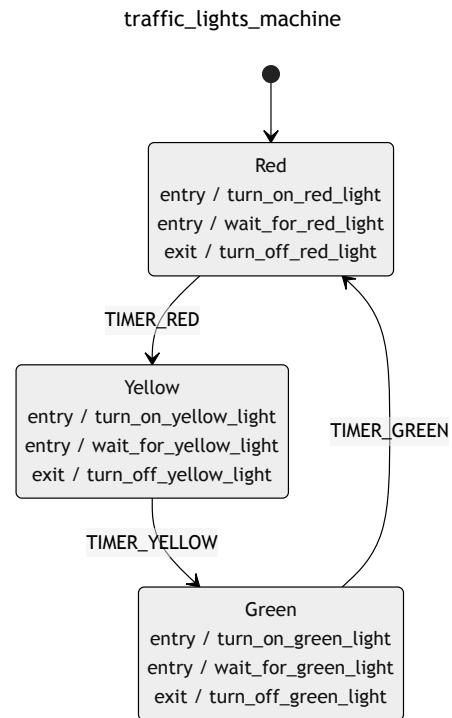 traffic_lights_machine
Red
entry / turn_on_red_light
entry / wait_for_red_light
exit / turn_off_red_light
TIMER_RED
Yellow
entry / turn_on_yellow_light
entry / wait_for_yellow_light
exit / turn_off_yellow_light
TIMER_GREEN
TIMER_YELLOW
Green
entry / turn_on_green_light
entry / wait_for_green_light
exit / turn_off_green_light